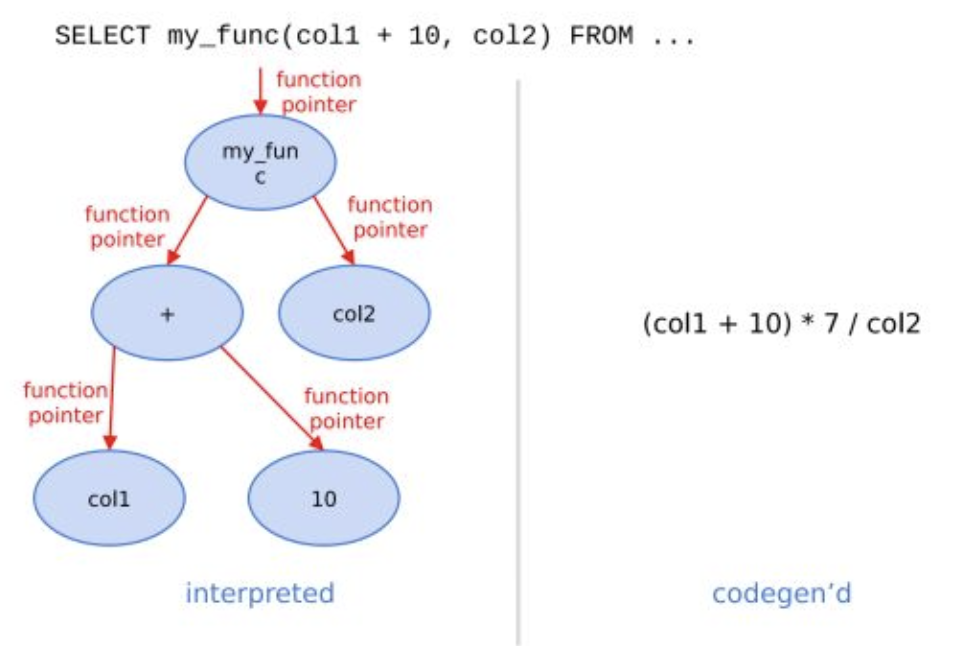 SELECT my_func(col1 + 10, col2) FROM ...
function
pointer
my_fun
c
function
pointer
function
pointer
+
col2
(col1 + 10) * 7 / col2
function
pointer
function
pointer
col1
10
interpreted
codegen’d